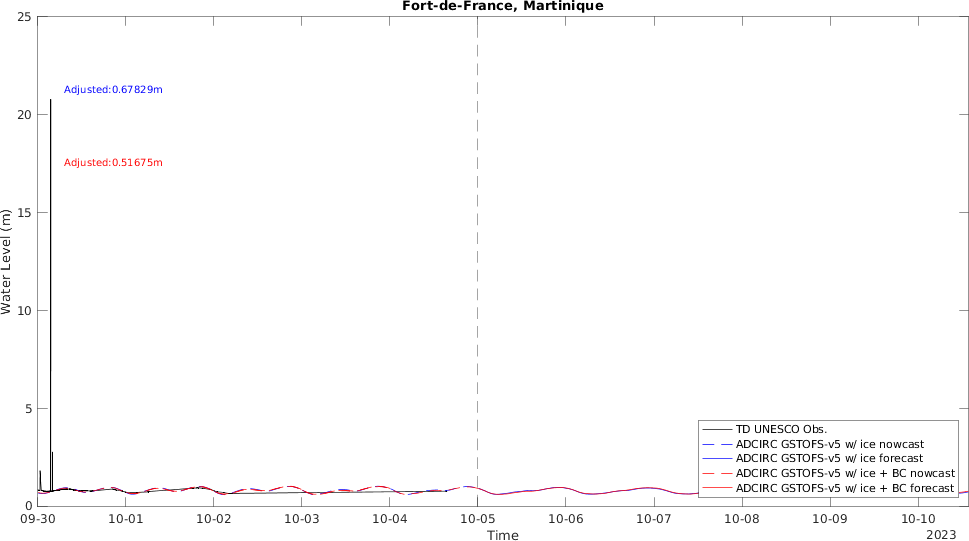 Fort-de-France, Martinique
25
20
15
10
5
0
Water Level (m)
Adjusted:0.67829m
Adjusted:0.51675m
TD UNESCO Obs.
ADCIRC GSTOFS-v5 w/ ice nowcast
ADCIRC GSTOFS-v5 w/ ice forecast
ADCIRC GSTOFS-v5 w/ ice + BC nowcast
ADCIRC GSTOFS-v5 w/ ice + BC forecast
09-30 10-01 10-02 10-03 10-04 10-05 10-06 10-07 10-08 10-09 10-10
Time
2023